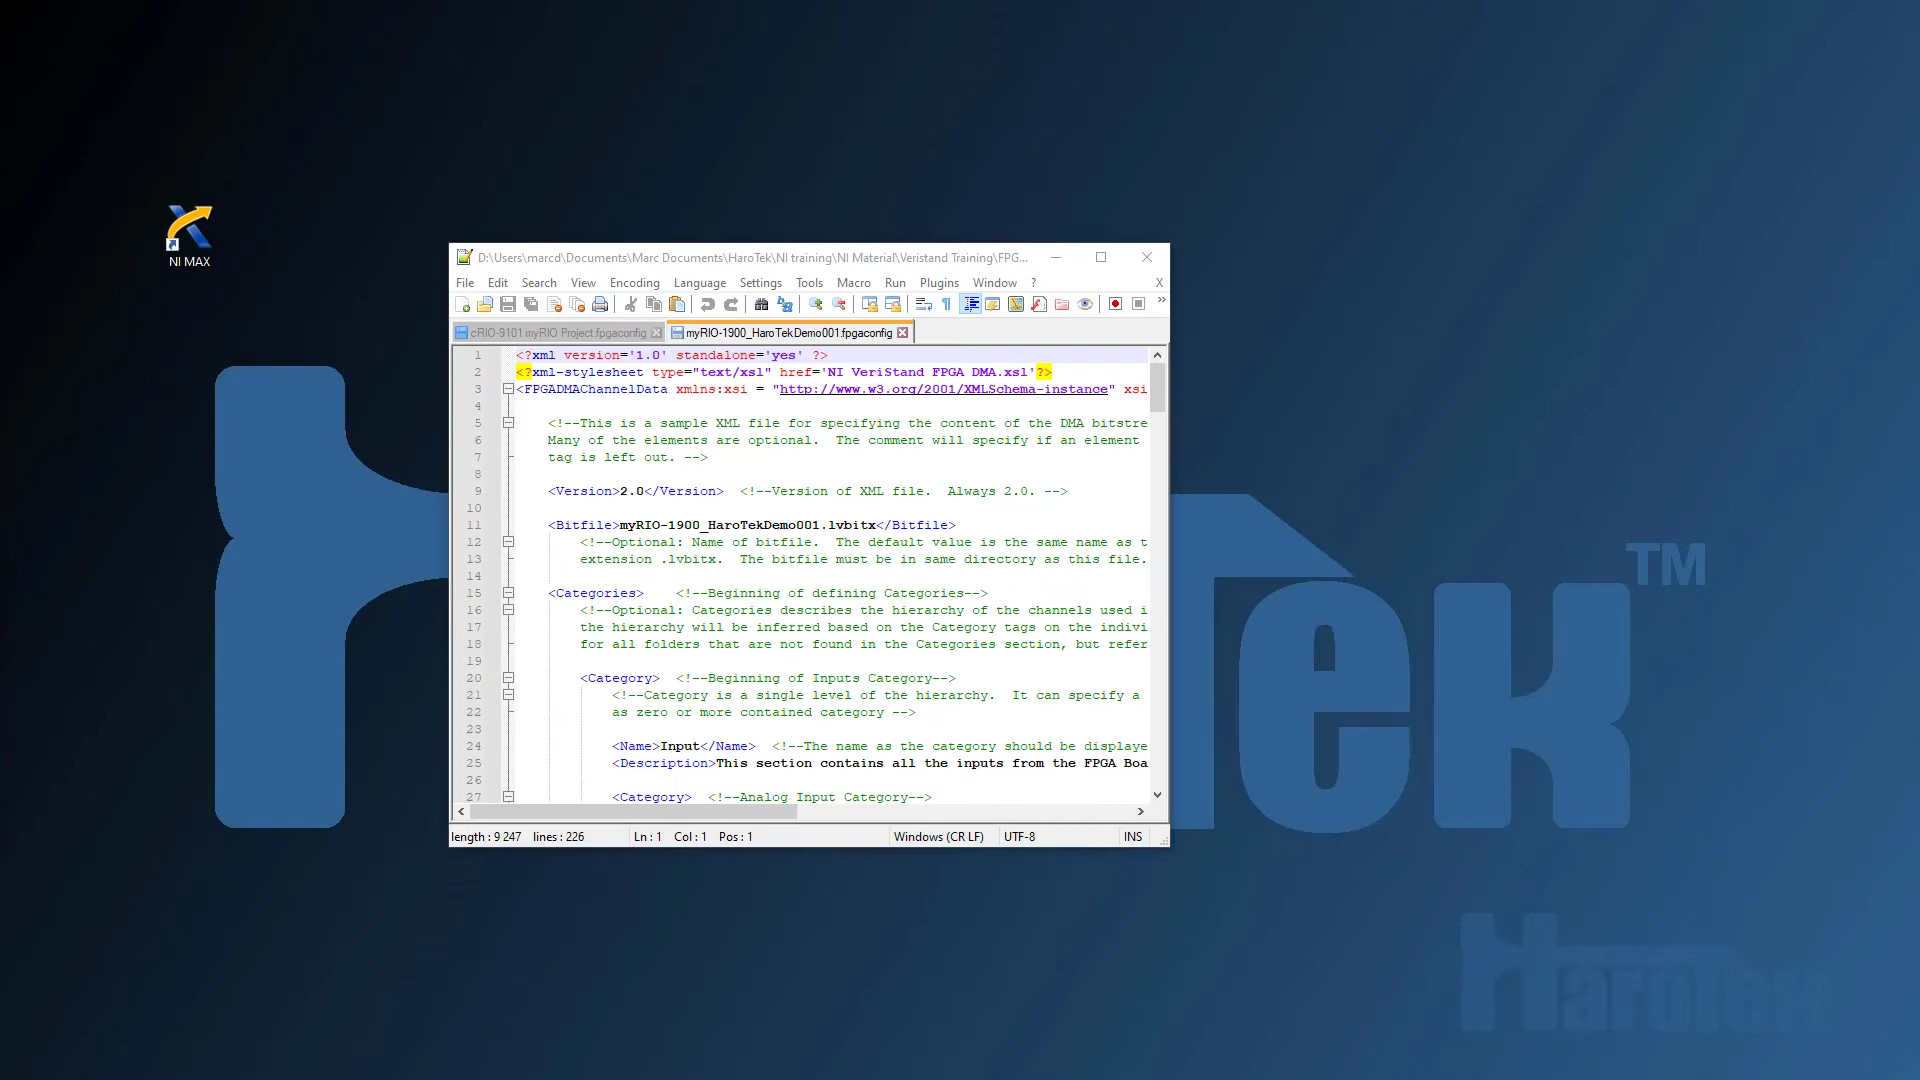 NI MAX
D:\Users\marcd\Documents\Marc Documents\HaroTek\NI training\NI Material\Veristand Training\FPG...
File Edit Search View Encoding Language Settings Tools Macro Run Plugins Window ? X
cRIO-9101 myRIO Project.fpgaconfig myRIO-1900_HaroTekDemo001.fpgaconfig
1 <?xml version='1.0' standalone='yes' ?>
2 <?xml-stylesheet type="text/xsl" href='NI VeriStand FPGA DMA.xsl'?>
3 <FPGADMAChannelData xmlns:xsi = "http://www.w3.org/2001/XMLSchema-instance" xsi
4
5 <!--This is a sample XML file for specifying the content of the DMA bitstre
6 Many of the elements are optional.  The comment will specify if an element
7 tag is left out. -->
8
9 <Version>2.0</Version>  <!--Version of XML file.  Always 2.0. -->
10
11 <Bitfile>myRIO-1900_HaroTekDemo001.lvbitx</Bitfile>
12 <!--Optional: Name of bitfile.  The default value is the same name as t
13 extension .lvbitx.  The bitfile must be in same directory as this file.
14
15 <Categories>    <!--Beginning of defining Categories-->
16 <!--Optional: Categories describes the hierarchy of the channels used i
17 the hierarchy will be inferred based on the Category tags on the indivi
18 for all folders that are not found in the Categories section, but refer
19
20 <Category>  <!--Beginning of Inputs Category-->
21 <!--Category is a single level of the hierarchy.  It can specify a
22 as zero or more contained category -->
23
24 <Name>Input</Name>  <!--The name as the category should be displaye
25 <Description>This section contains all the inputs from the FPGA Boa
26
27 <Category>  <!--Analog Input Category-->
length : 9 247 lines : 226 Ln : 1 Col : 1 Pos : 1 Windows (CR LF) UTF-8 INS
Tek TM
HaroTek